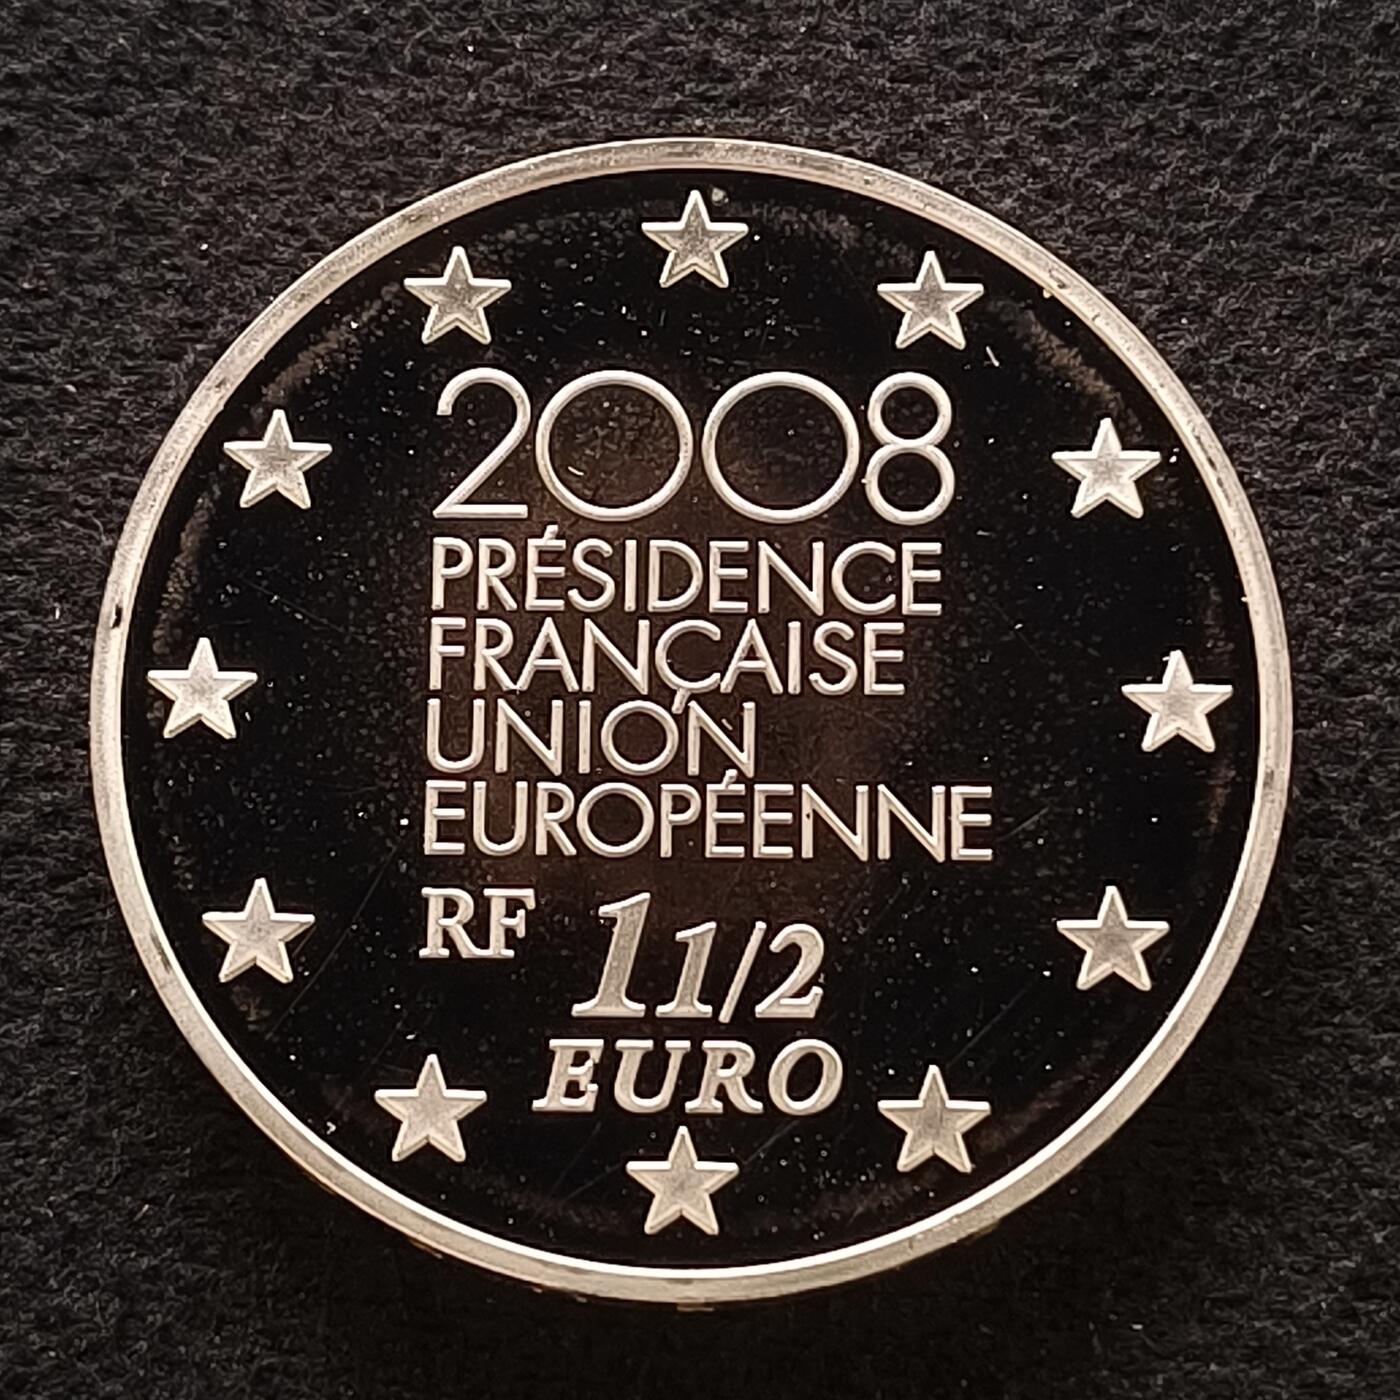 2008
PRÉSIDENCE
FRANÇAISE
UNION
EUROPÉENNE
RF 1 1/2
EURO